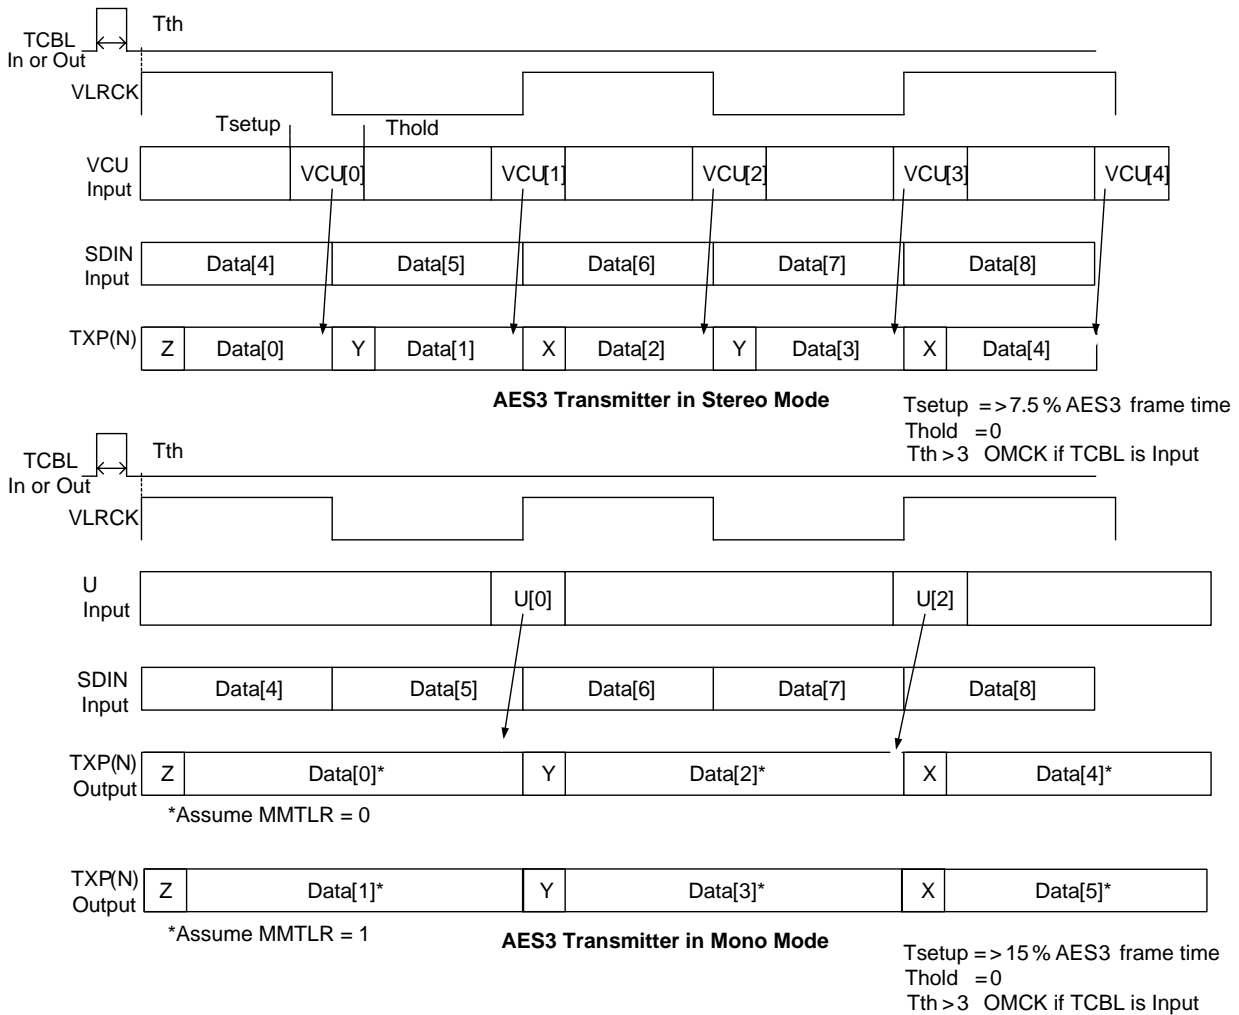 TCBL
In or Out
Tth
VLRCK
Tsetup
Thold
VCU
Input
VCU[0]
VCU[1]
VCU[2]
VCU[3]
VCU[4]
SDIN
Input
Data[4]
Data[5]
Data[6]
Data[7]
Data[8]
TXP(N)
Z
Data[0]
Y
Data[1]
X
Data[2]
Y
Data[3]
X
Data[4]
AES3 Transmitter in Stereo Mode
Tsetup =>7.5% AES3 frame time
Thold =0
Tth >3 OMCK if TCBL is Input
TCBL
In or Out
Tth
VLRCK
U
Input
U[0]
U[2]
SDIN
Input
Data[4]
Data[5]
Data[6]
Data[7]
Data[8]
TXP(N)
Output
Z
Data[0]*
Y
Data[2]*
X
Data[4]*
*Assume MMTLR = 0
TXP(N)
Output
Z
Data[1]*
Y
Data[3]*
X
Data[5]*
*Assume MMTLR = 1
AES3 Transmitter in Mono Mode
Tsetup =>15% AES3 frame time
Thold =0
Tth >3 OMCK if TCBL is Input